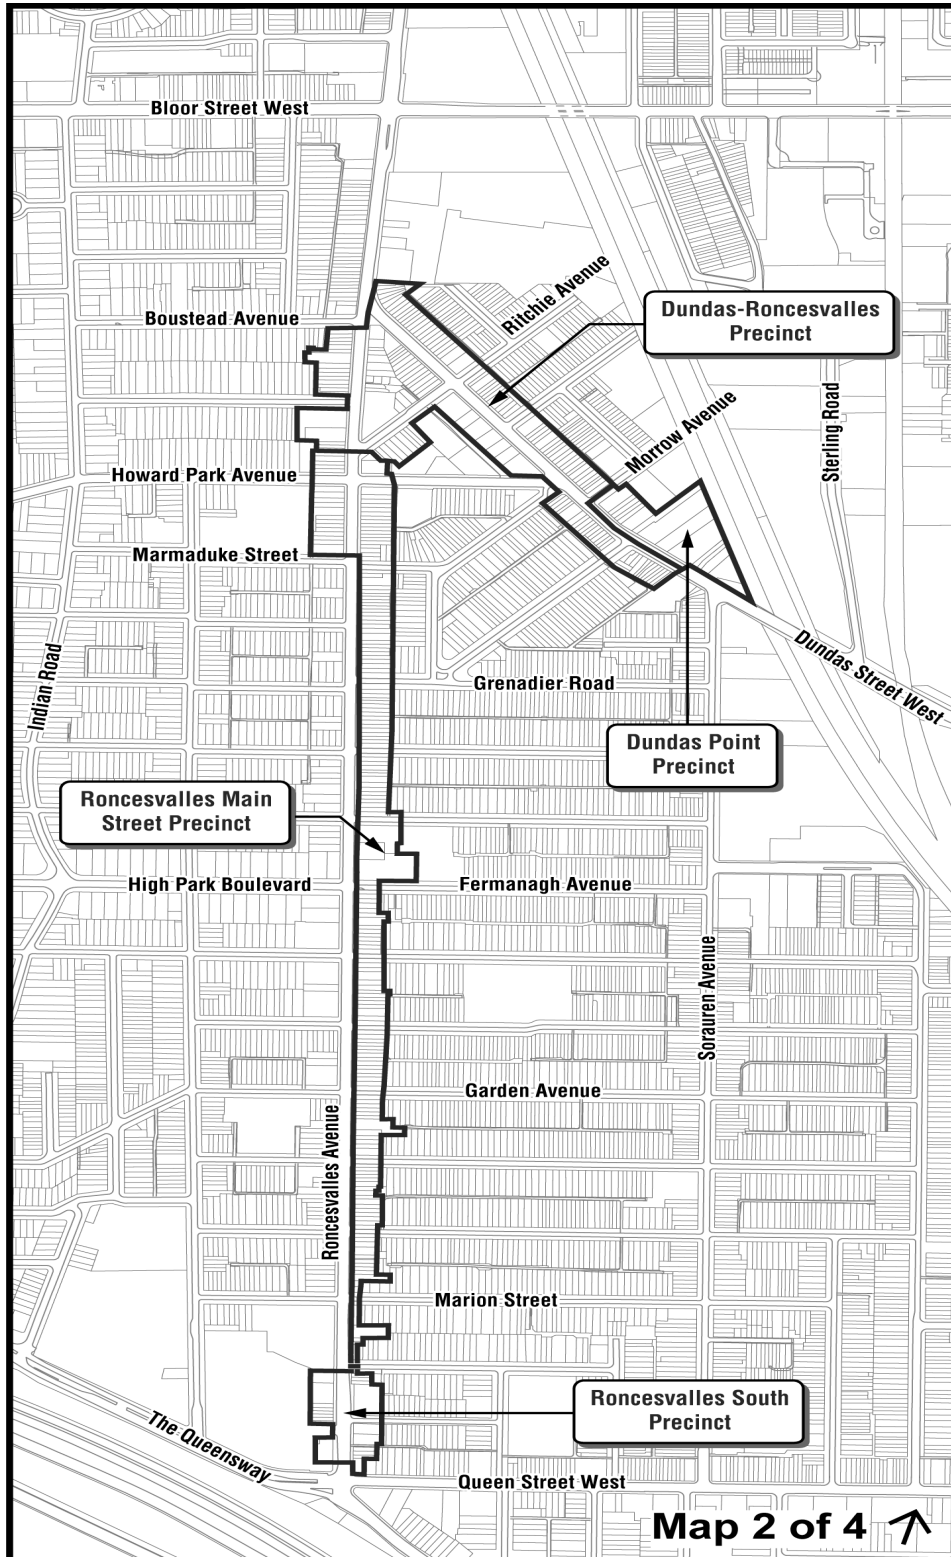 Bloor Street West
Ritchie Avenue
Boustead Avenue
Dundas-Roncesvalles
Precinct
Morrow Avenue
Sterling Road
Howard Park Avenue
Marmaduke Street
Indian Road
Grenadier Road
Dundas Street West
Dundas Point
Precinct
Roncesvalles Main
Street Precinct
High Park Boulevard
Fermanagh Avenue
Sorauren Avenue
Garden Avenue
Roncesvalles Avenue
Marion Street
Roncesvalles South
Precinct
The Queensway
Queen Street West
Map 2 of 4